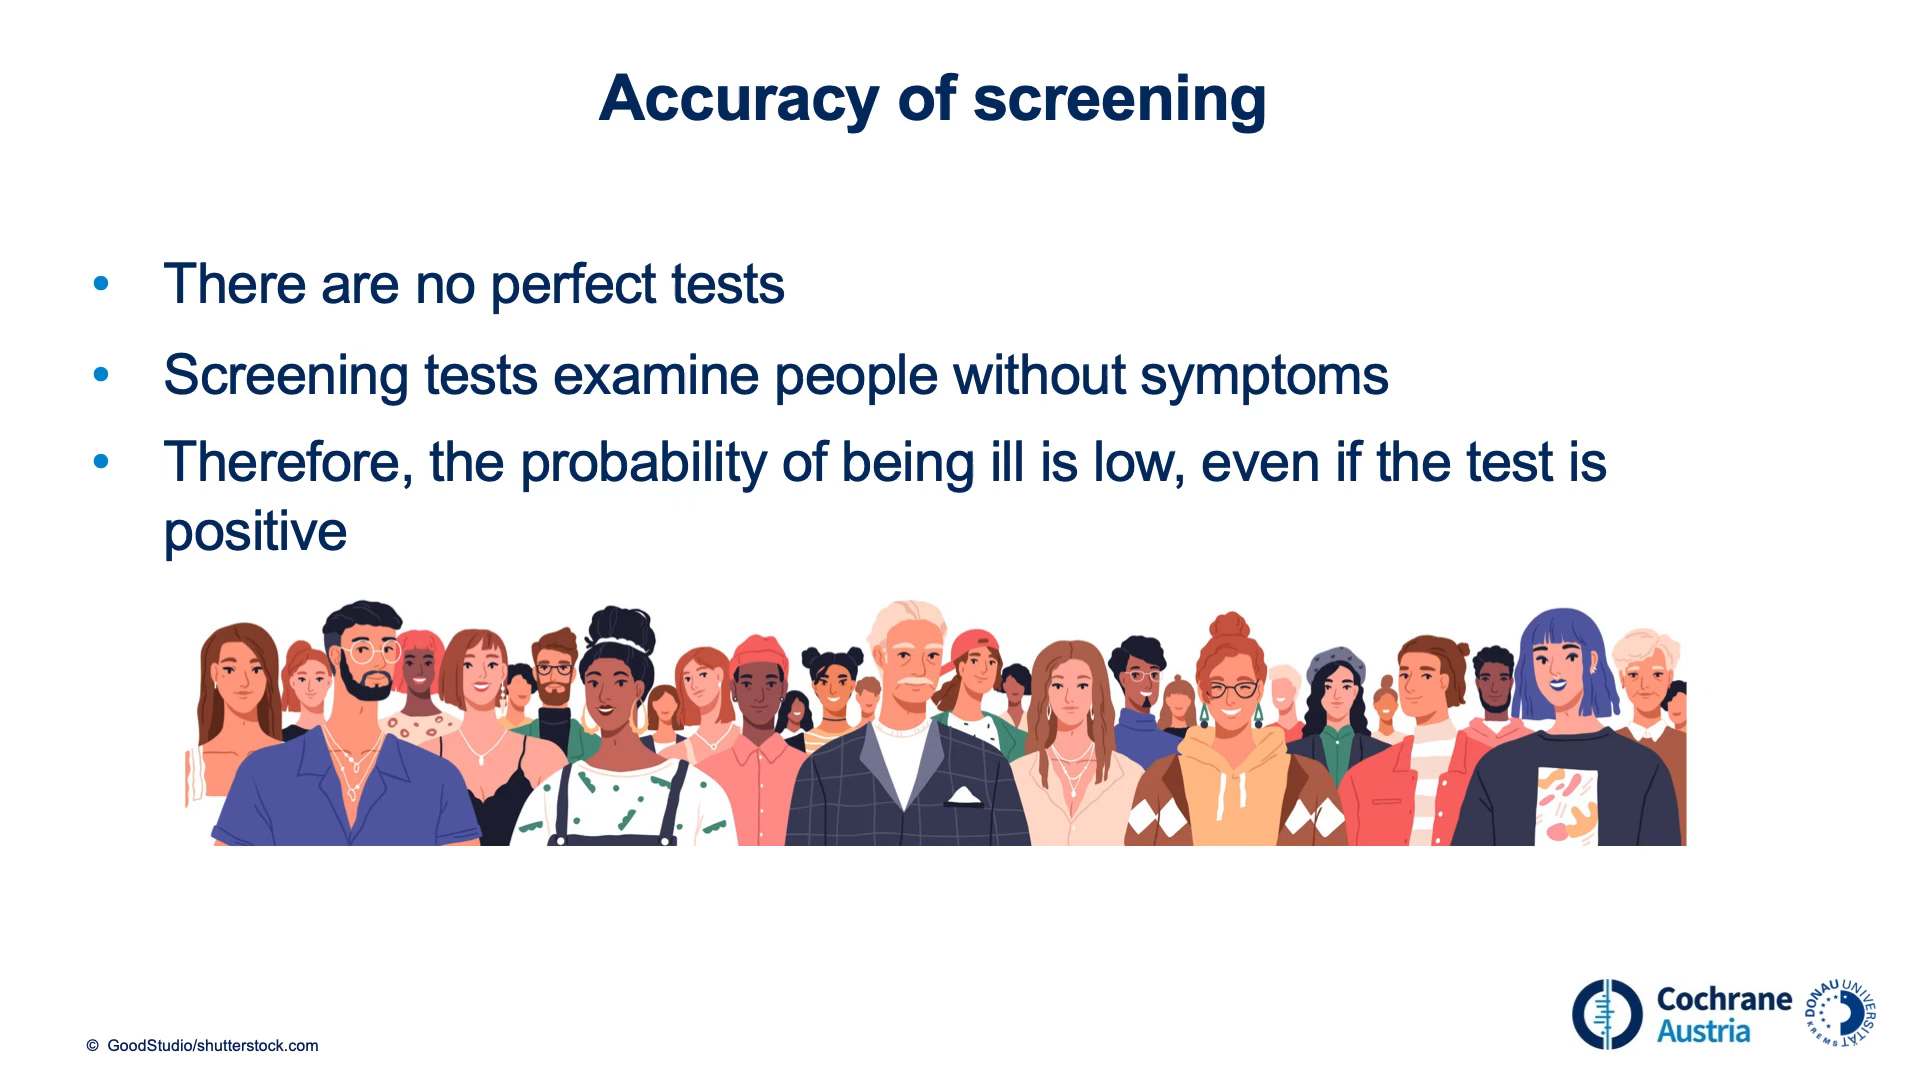 Accuracy of screening
• There are no perfect tests
• Screening tests examine people without symptoms
• Therefore, the probability of being ill is low, even if the test is
positive
© GoodStudio/shutterstock.com
Cochrane
Austria
DONAU UNIVERSITÄT
KREMS